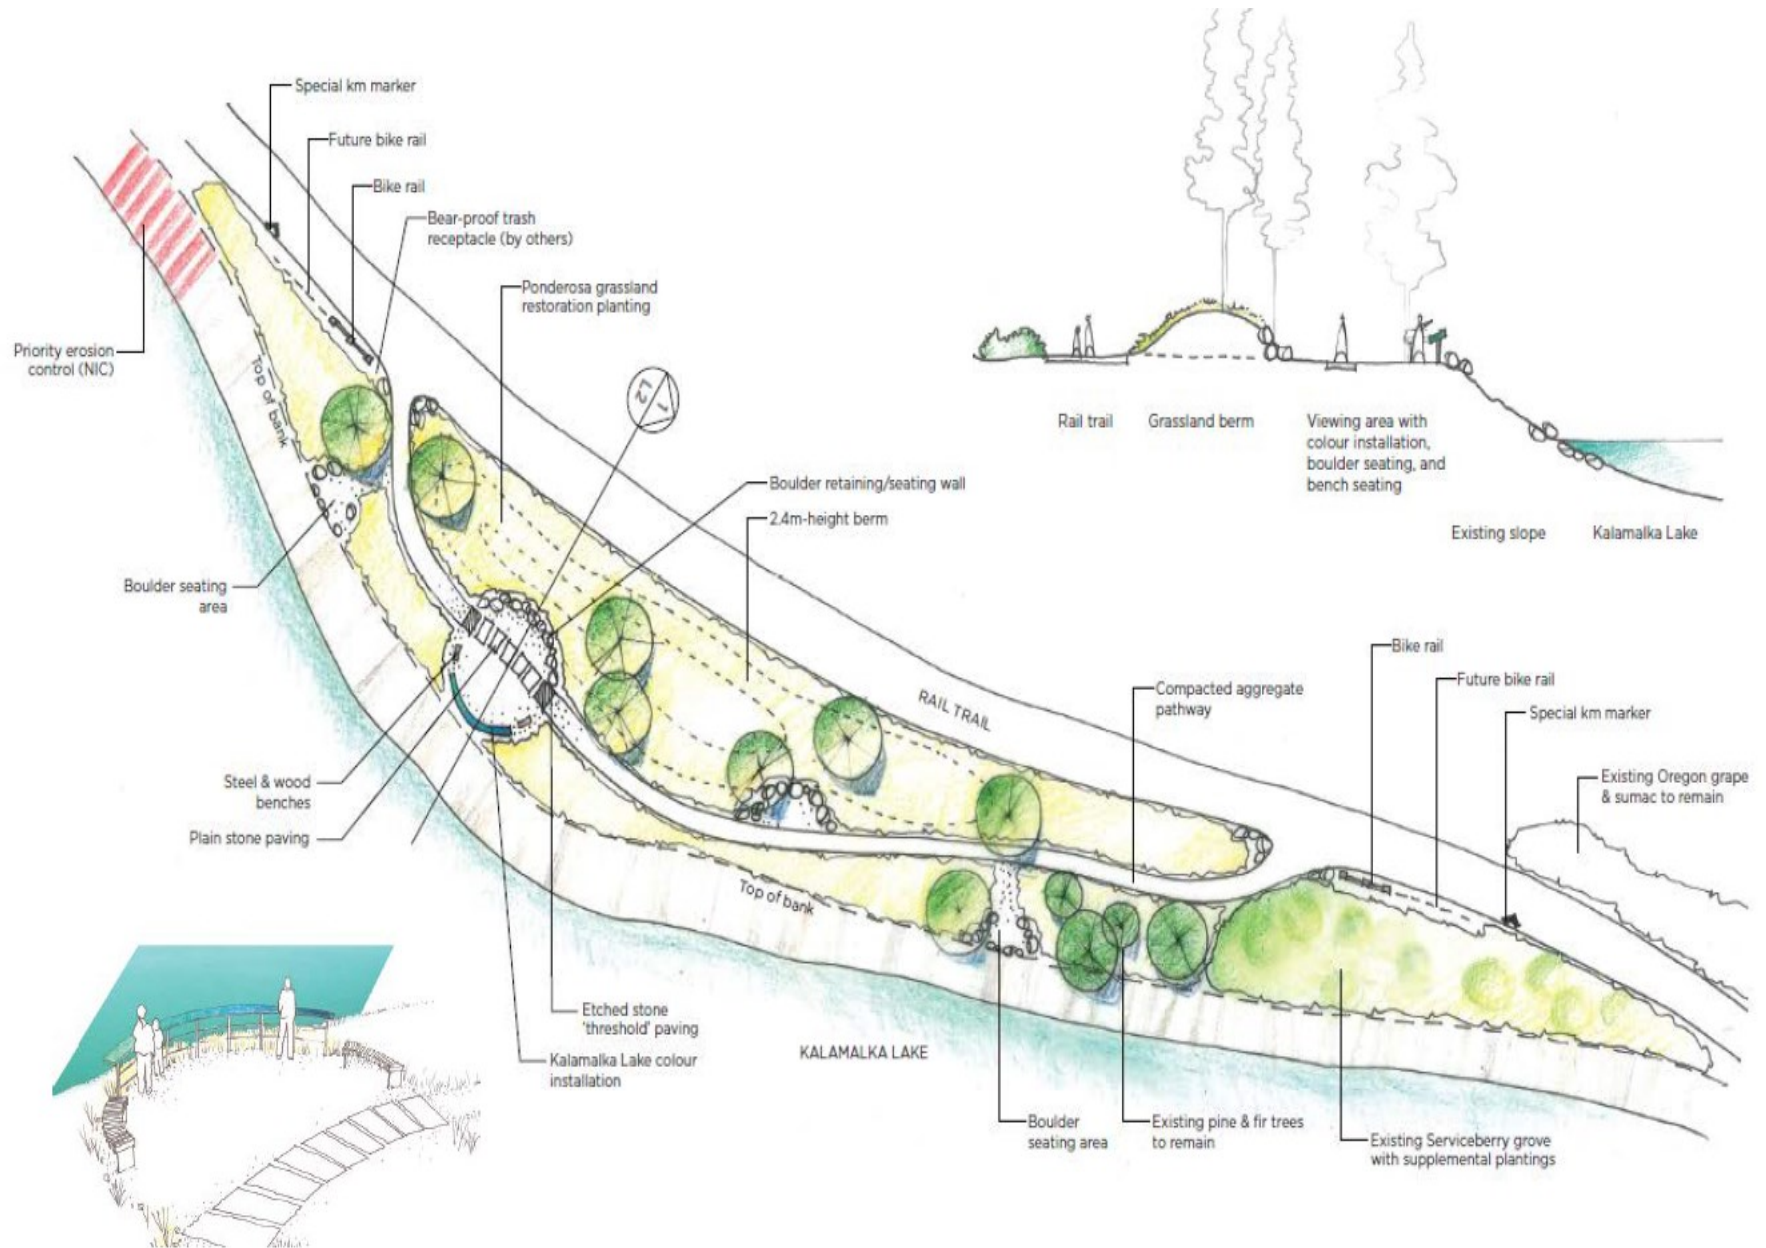 Special km marker
Future bike rail
Bike rail
Bear-proof trash
receptacle (by others)
Ponderosa grassland
restoration planting
Priority erosion
control (NIC)
Top of bank
1
L2
Rail trail
Grassland berm
Viewing area with
colour installation,
boulder seating, and
bench seating
Existing slope
Kalamalka Lake
Boulder retaining/seating wall
2.4m-height berm
Boulder seating
area
RAIL TRAIL
Compacted aggregate
pathway
Bike rail
Future bike rail
Special km marker
Existing Oregon grape
& sumac to remain
Steel & wood
benches
Plain stone paving
Top of bank
Etched stone
'threshold' paving
Kalamalka Lake colour
installation
KALAMALKA LAKE
Boulder
seating area
Existing pine & fir trees
to remain
Existing Serviceberry grove
with supplemental plantings